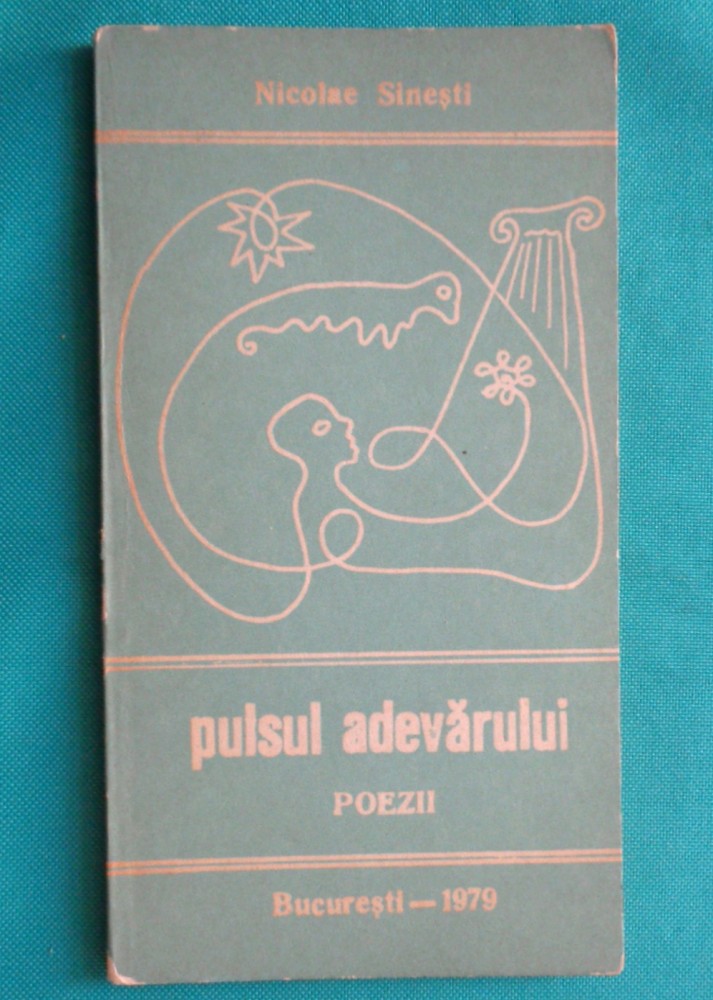 Nicolae Sinești
pulsul adevărului
POEZII
București — 1979